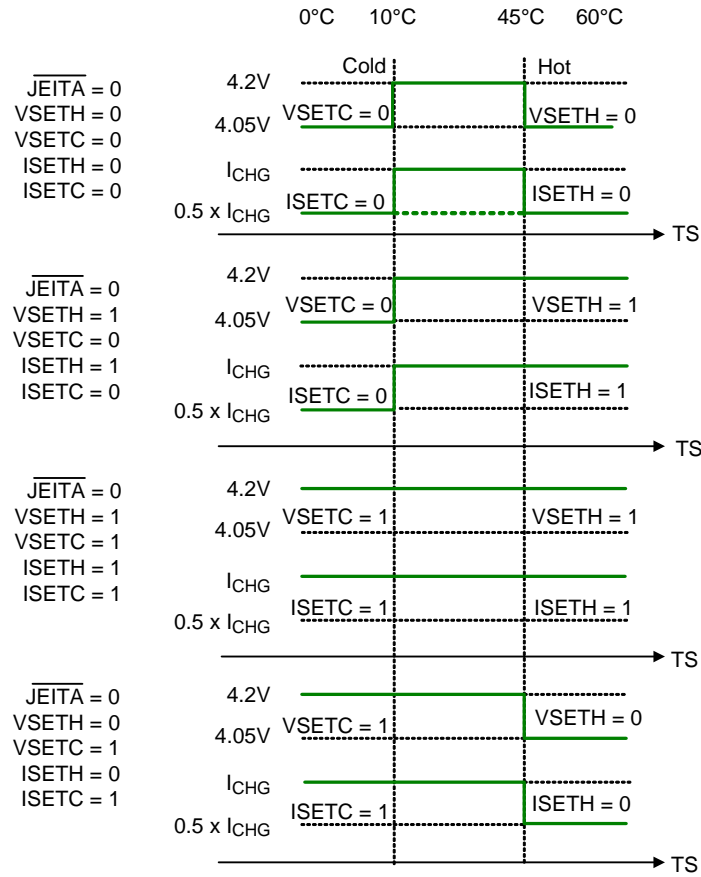 0°C 10°C 45°C 60°C
Cold Hot
JEITA = 0
VSETH = 0
VSETC = 0
ISETH = 0
ISETC = 0
4.2V
VSETC = 0 VSETH = 0
4.05V
ICHG
ISETC = 0 ISETH = 0
0.5 x ICHG
TS
JEITA = 0
VSETH = 1
VSETC = 0
ISETH = 1
ISETC = 0
4.2V
VSETC = 0 VSETH = 1
4.05V
ICHG
ISETC = 0 ISETH = 1
0.5 x ICHG
TS
JEITA = 0
VSETH = 1
VSETC = 1
ISETH = 1
ISETC = 1
4.2V
VSETC = 1 VSETH = 1
4.05V
ICHG
ISETC = 1 ISETH = 1
0.5 x ICHG
TS
JEITA = 0
VSETH = 0
VSETC = 1
ISETH = 0
ISETC = 1
4.2V
VSETC = 1 VSETH = 0
4.05V
ICHG
ISETC = 1 ISETH = 0
0.5 x ICHG
TS